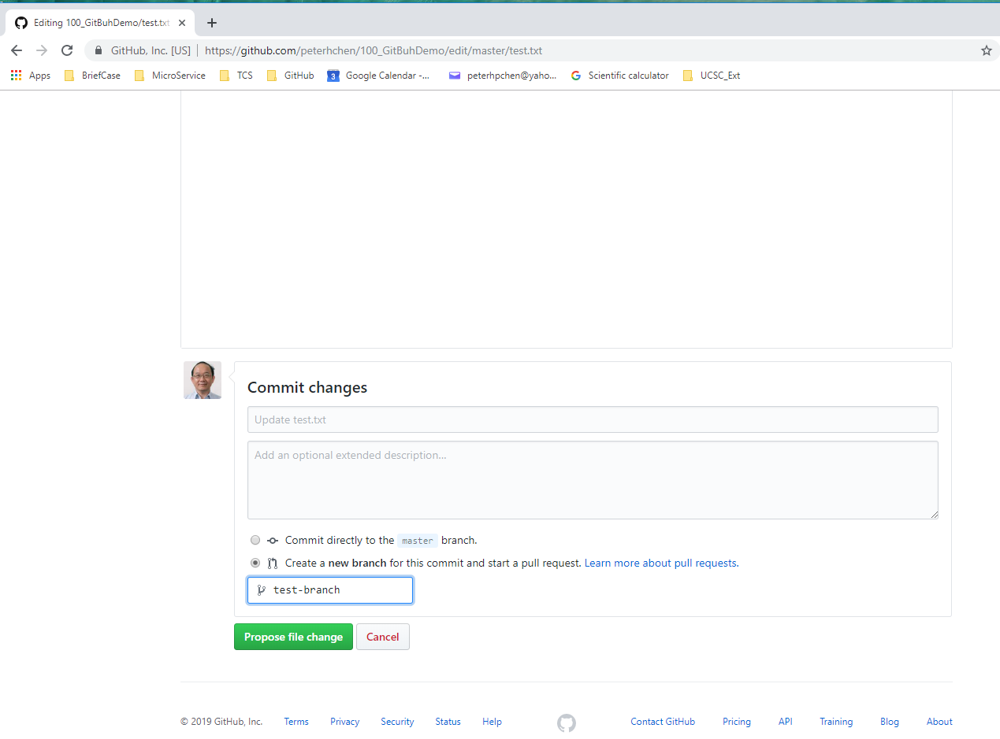 Editing 100_GitBuhDemo/test.txt
GitHub, Inc. [US] | https://github.com/peterhchen/100_GitBuhDemo/edit/master/test.txt
Apps BriefCase MicroService TCS GitHub 3 Google Calendar -... peterhpchen@yaho... Scientific calculator UCSC_Ext
Commit changes
Update test.txt
Add an optional extended description...
Commit directly to the master branch.
Create a new branch for this commit and start a pull request. Learn more about pull requests.
test-branch
Propose file change Cancel
© 2019 GitHub, Inc. Terms Privacy Security Status Help Contact GitHub Pricing API Training Blog About